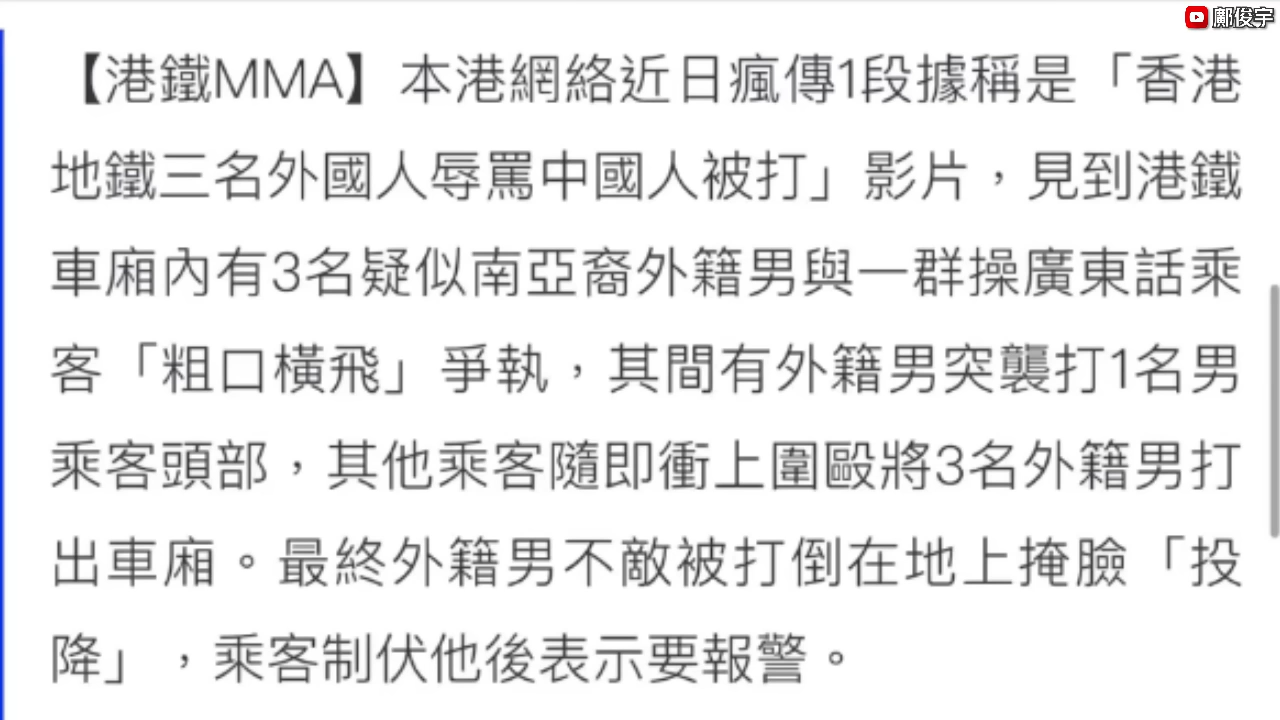 鄺俊宇
【港鐵MMA】本港網絡近日瘋傳1段據稱是「香港
地鐵三名外國人辱罵中國人被打」影片，見到港鐵
車廂內有3名疑似南亞裔外籍男與一群操廣東話乘
客「粗口橫飛」爭執，其間有外籍男突襲打1名男
乘客頭部，其他乘客隨即衝上圍毆將3名外籍男打
出車廂。最終外籍男不敵被打倒在地上掩臉「投
降」，乘客制伏他後表示要報警。